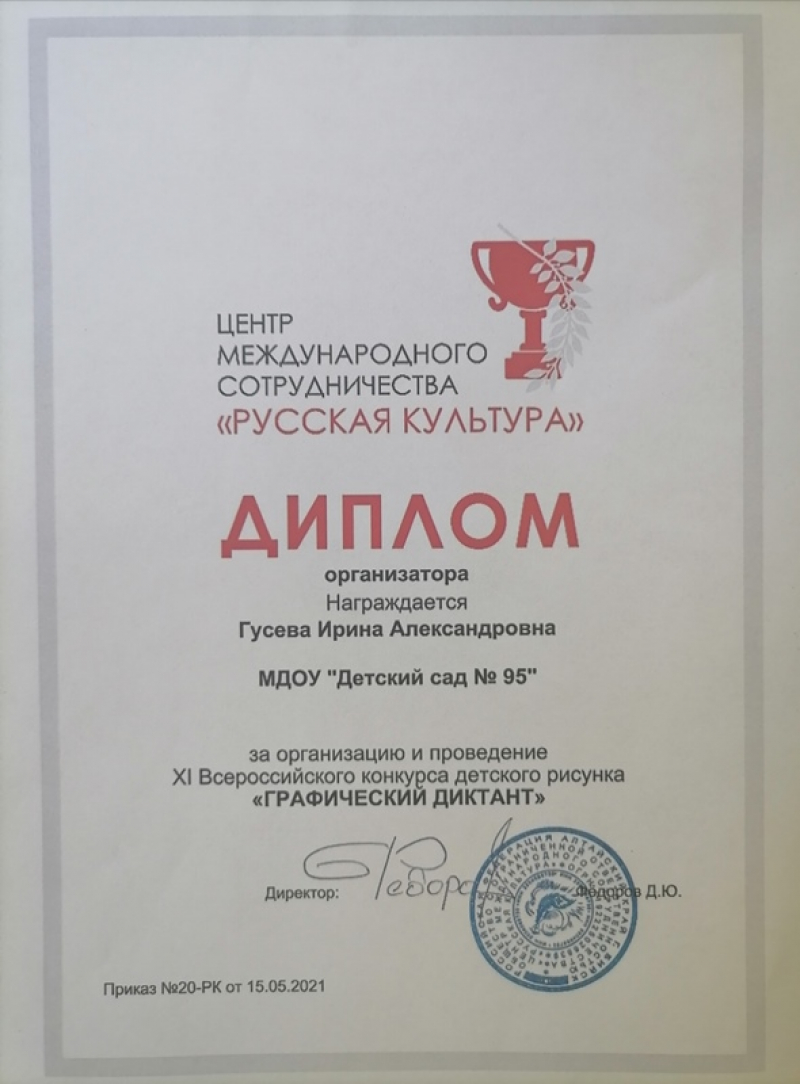 ЦЕНТР
МЕЖДУНАРОДНОГО
СОТРУДНИЧЕСТВА
«РУССКАЯ КУЛЬТУРА»
ДИПЛОМ
организатора
Награждается
Гусева Ирина Александровна
МДОУ "Детский сад № 95"
за организацию и проведение
XI Всероссийского конкурса детского рисунка
«ГРАФИЧЕСКИЙ ДИКТАНТ»
Директор:
Федоров Д.Ю.
Приказ №20-РК от 15.05.2021